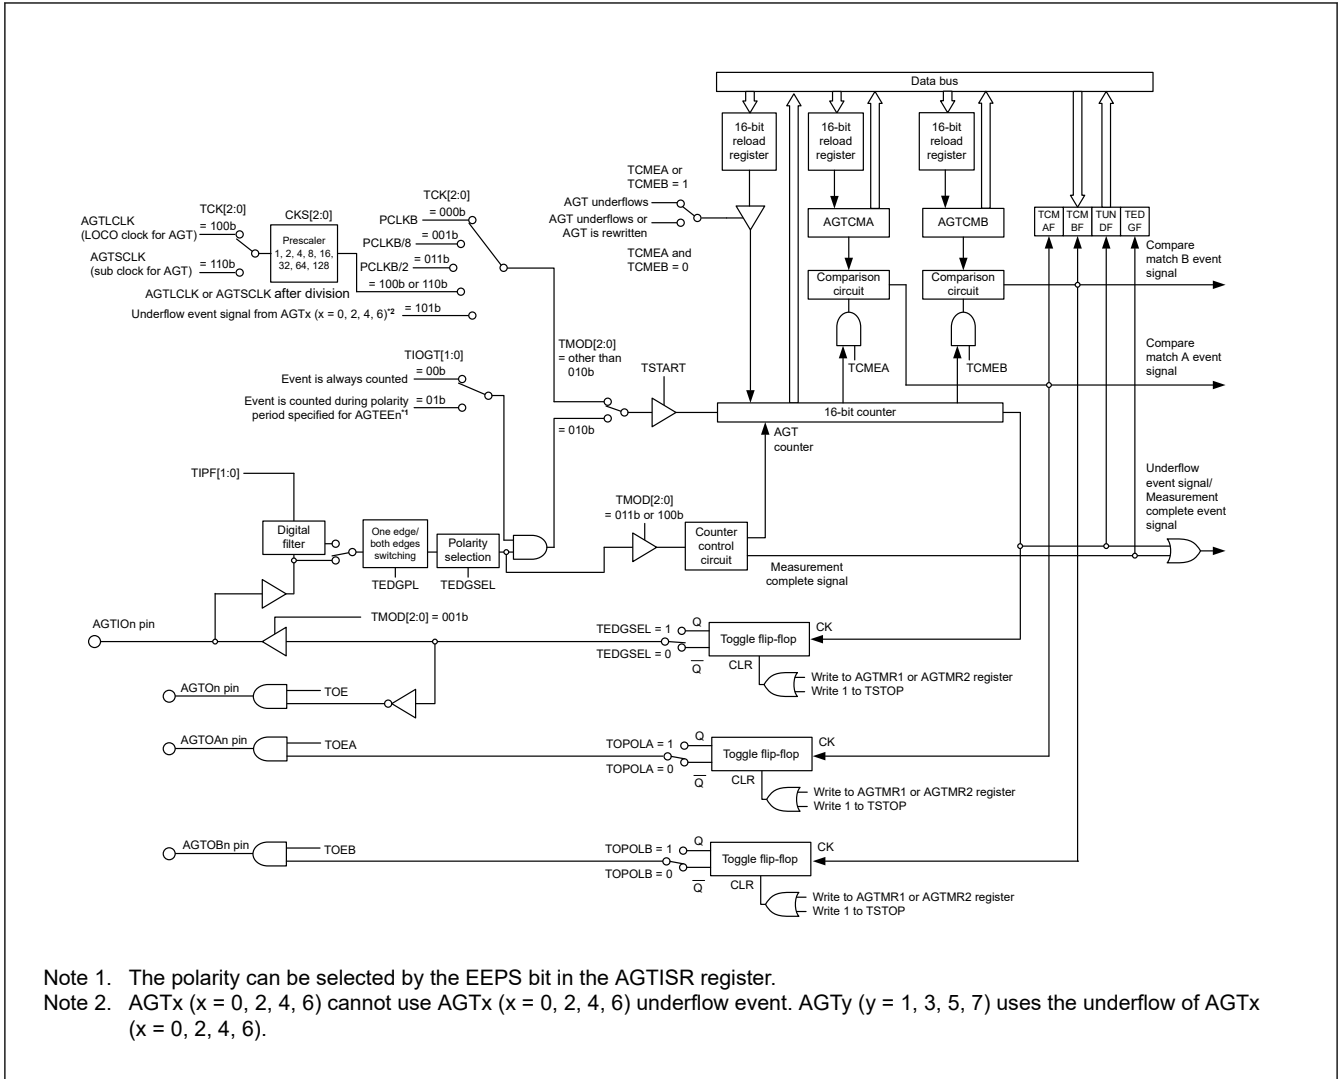 Data bus
16-bit
reload
register
16-bit
reload
register
16-bit
reload
register
TCMEA or
TCMEB = 1
AGT underflows
AGT underflows or
AGT is rewritten
TCMEA and
TCMEB = 0
AGTCMA
AGTCMB
TCM
AF
TCM
BF
TUN
DF
TED
GF
Comparison
circuit
Comparison
circuit
TCMEA
TCMEB
Compare
match B event
signal
Compare
match A event
signal
TCK[2:0]
AGTLCLK
(LOCO clock for AGT)
= 100b
AGTSCLK
(sub clock for AGT)
= 110b
CKS[2:0]
Prescaler
1, 2, 4, 8, 16,
32, 64, 128
TCK[2:0]
PCLKB
= 000b
= 001b
PCLKB/8
= 011b
PCLKB/2
= 100b or 110b
AGTLCLK or AGTSCLK after division
Underflow event signal from AGTx (x = 0, 2, 4, 6)*2
= 101b
TIOGT[1:0]
Event is always counted
= 00b
Event is counted during polarity
period specified for AGTEEn*1
= 01b
TMOD[2:0]
= other than
010b
= 010b
TSTART
16-bit counter
AGT
counter
TIPF[1:0]
Digital
filter
One edge/
both edges
switching
TEDGPL
Polarity
selection
TEDGSEL
TMOD[2:0]
= 011b or 100b
Counter
control
circuit
Measurement
complete signal
Underflow
event signal/
Measurement
complete event
signal
AGTIOn pin
TMOD[2:0] = 001b
TEDGSEL = 1
TEDGSEL = 0
Q
Q
Toggle flip-flop
CK
CLR
Write to AGTMR1 or AGTMR2 register
Write 1 to TSTOP
AGTOn pin
TOE
AGTOAn pin
TOEA
TOPOLA = 1
TOPOLA = 0
Q
Q
Toggle flip-flop
CK
CLR
Write to AGTMR1 or AGTMR2 register
Write 1 to TSTOP
AGTOBn pin
TOEB
TOPOLB = 1
TOPOLB = 0
Q
Q
Toggle flip-flop
CK
CLR
Write to AGTMR1 or AGTMR2 register
Write 1 to TSTOP
Note 1. The polarity can be selected by the EEPS bit in the AGTISR register.
Note 2. AGTx (x = 0, 2, 4, 6) cannot use AGTx (x = 0, 2, 4, 6) underflow event. AGTy (y = 1, 3, 5, 7) uses the underflow of AGTx
(x = 0, 2, 4, 6).